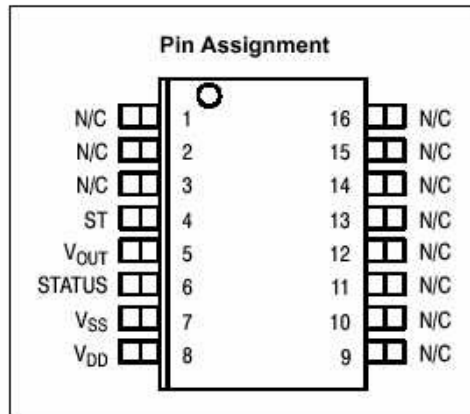 Pin Assignment
N/C 1 16 N/C
N/C 2 15 N/C
N/C 3 14 N/C
ST 4 13 N/C
VOUT 5 12 N/C
STATUS 6 11 N/C
VSS 7 10 N/C
VDD 8 9 N/C